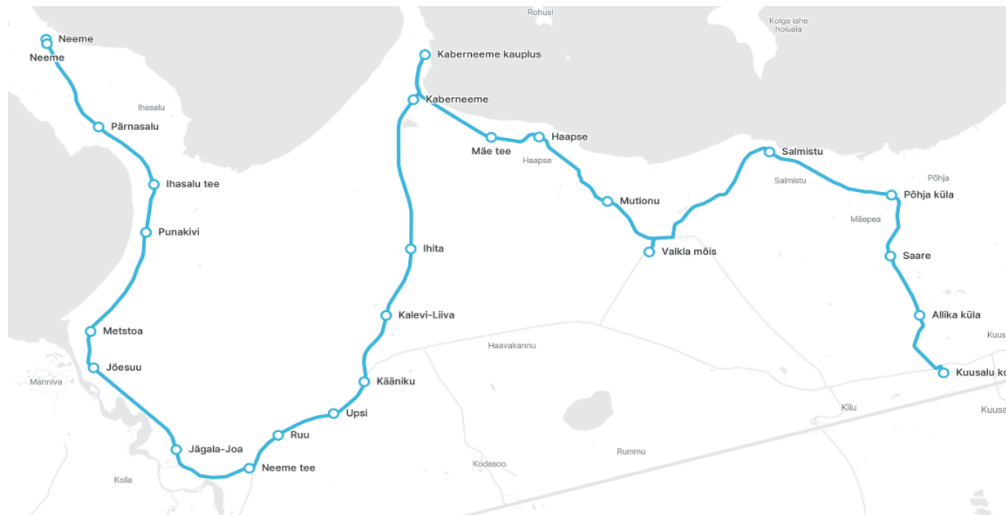 Rohusi
Kolga lahe
hoiuala
Neeme
Neeme
Kaberneeme kauplus
Kaberneeme
Ihasalu
Pärnasalu
Mäe tee
Haapse
Haapse
Salmistu
Salmistu
Põhja
Põhja küla
Ihasalu tee
Mutionu
Mäepea
Punakivi
Ihita
Valkla mõis
Saare
Metstoa
Kalevi-Liiva
Allika küla
Haavakannu
Kuus
Jõesuu
Manniva
Kääniku
Kuusalu ko
Upsi
Kiiu
Kuusa
Ruu
Jägala-Joa
Neeme tee
Kodasoo
Rummu
Koila